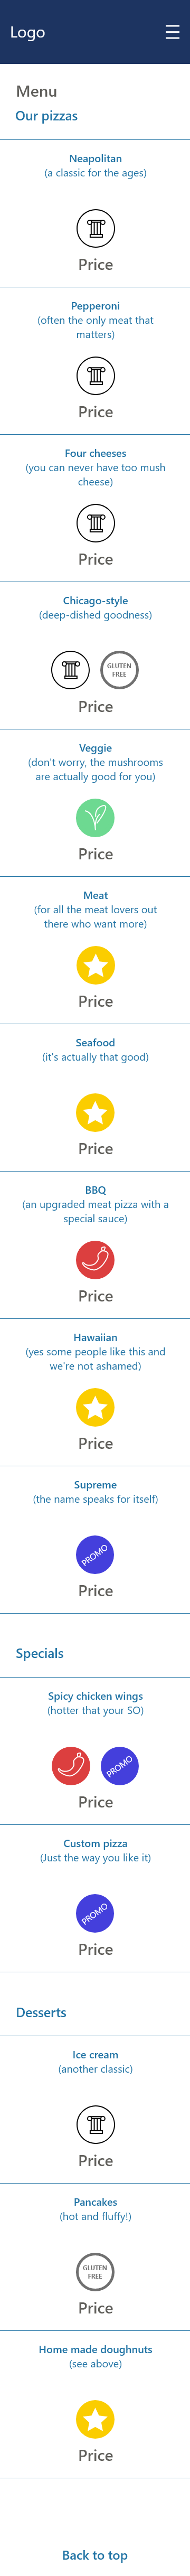 Logo
Menu
Our pizzas
Neapolitan
(a classic for the ages)
Price
Pepperoni
(often the only meat that
matters)
Price
Four cheeses
(you can never have too mush
cheese)
Price
Chicago-style
(deep-dished goodness)
GLUTEN
FREE
Price
Veggie
(don't worry, the mushrooms
are actually good for you)
Price
Meat
(for all the meat lovers out
there who want more)
Price
Seafood
(it's actually that good)
Price
BBQ
(an upgraded meat pizza with a
special sauce)
Price
Hawaiian
(yes some people like this and
we're not ashamed)
Price
Supreme
(the name speaks for itself)
PROMO
Price
Specials
Spicy chicken wings
(hotter that your SO)
PROMO
Price
Custom pizza
(Just the way you like it)
PROMO
Price
Desserts
Ice cream
(another classic)
Price
Pancakes
(hot and fluffy!)
GLUTEN
FREE
Price
Home made doughnuts
(see above)
Price
Back to top